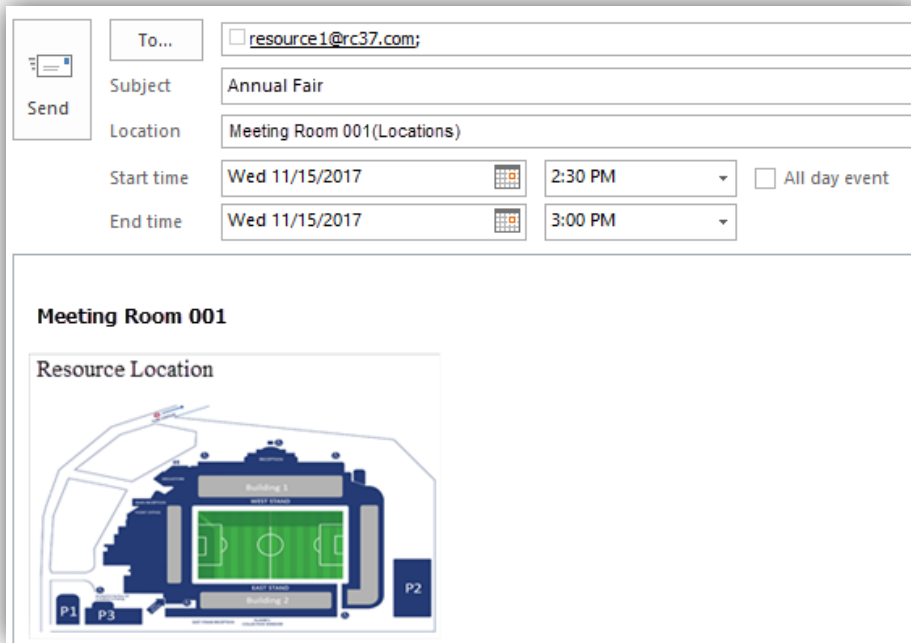 To...
resource1@rc37.com;
Send
Subject
Annual Fair
Location
Meeting Room 001(Locations)
Start time
Wed 11/15/2017
2:30 PM
All day event
End time
Wed 11/15/2017
3:00 PM
Meeting Room 001
Resource Location
RECEPTION
Building 1
WEST STAND
EAST STAND
Building 2
P1
P3
P2